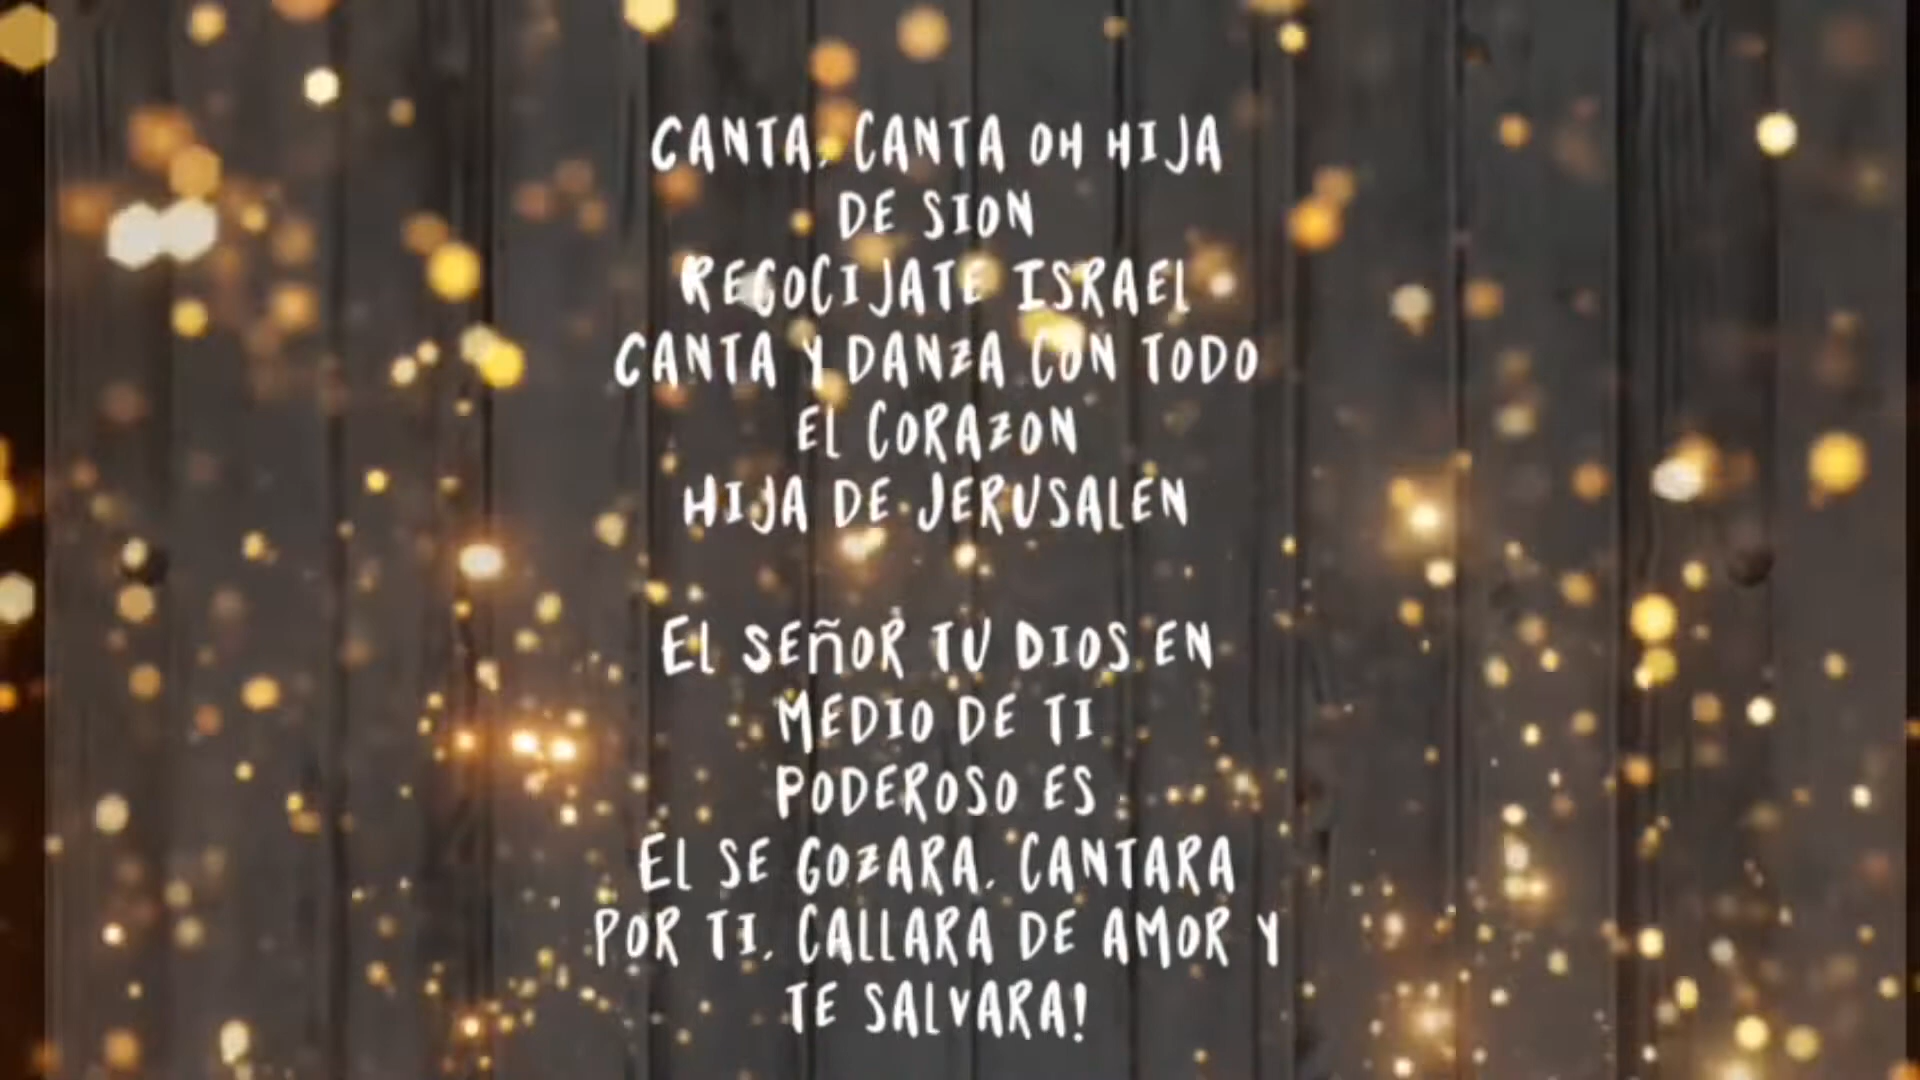 CANTA, CANTA OH HIJA
DE SION
REGOCIJATE ISRAEL
CANTA Y DANZA CON TODO
EL CORAZON
HIJA DE JERUSALEN
EL SEÑOR TU DIOS EN
MEDIO DE TI
PODEROSO ES
EL SE GOZARA, CANTARA
POR TI, CALLARA DE AMOR Y
TE SALVARA!